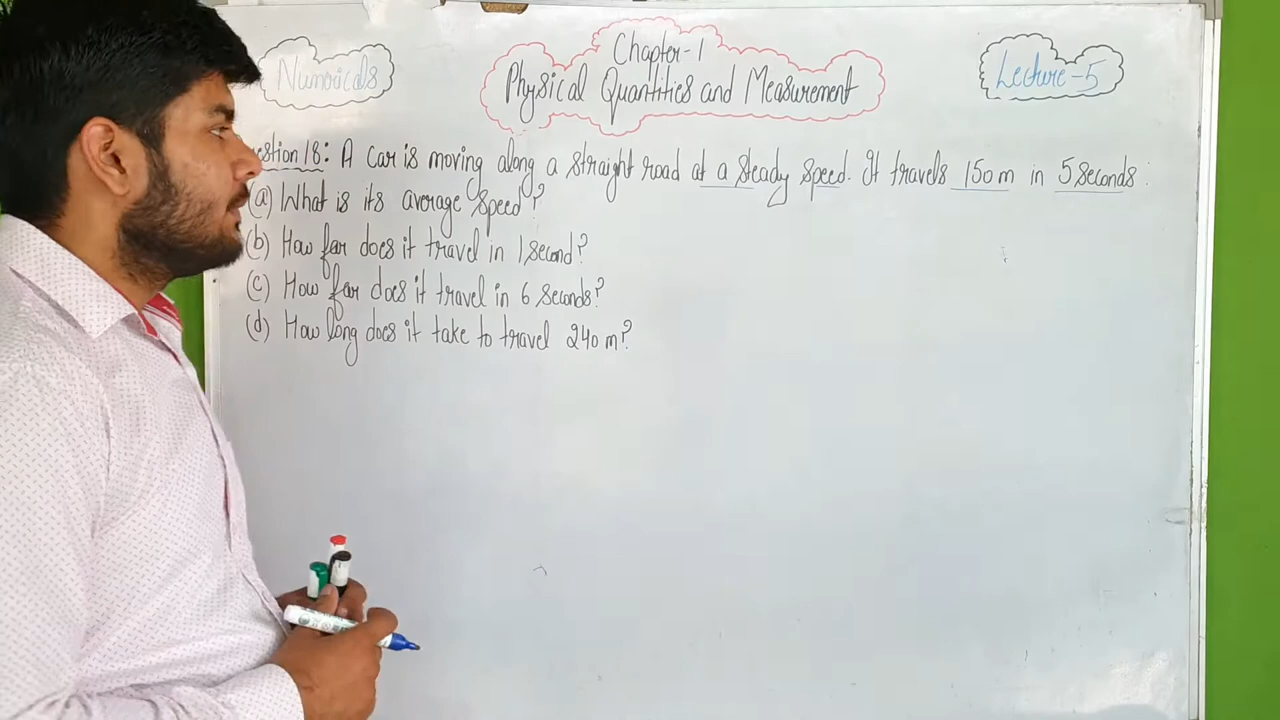 Numericals
Chapter-1
Physical Quantities and Measurement
Lecture-5
estion 18: A car is moving along a straight road at a steady speed. It travels 150 m in 5 seconds.
(a) What is its average speed?
(b) How far does it travel in 1 second?
(c) How far does it travel in 6 seconds?
(d) How long does it take to travel 240 m?